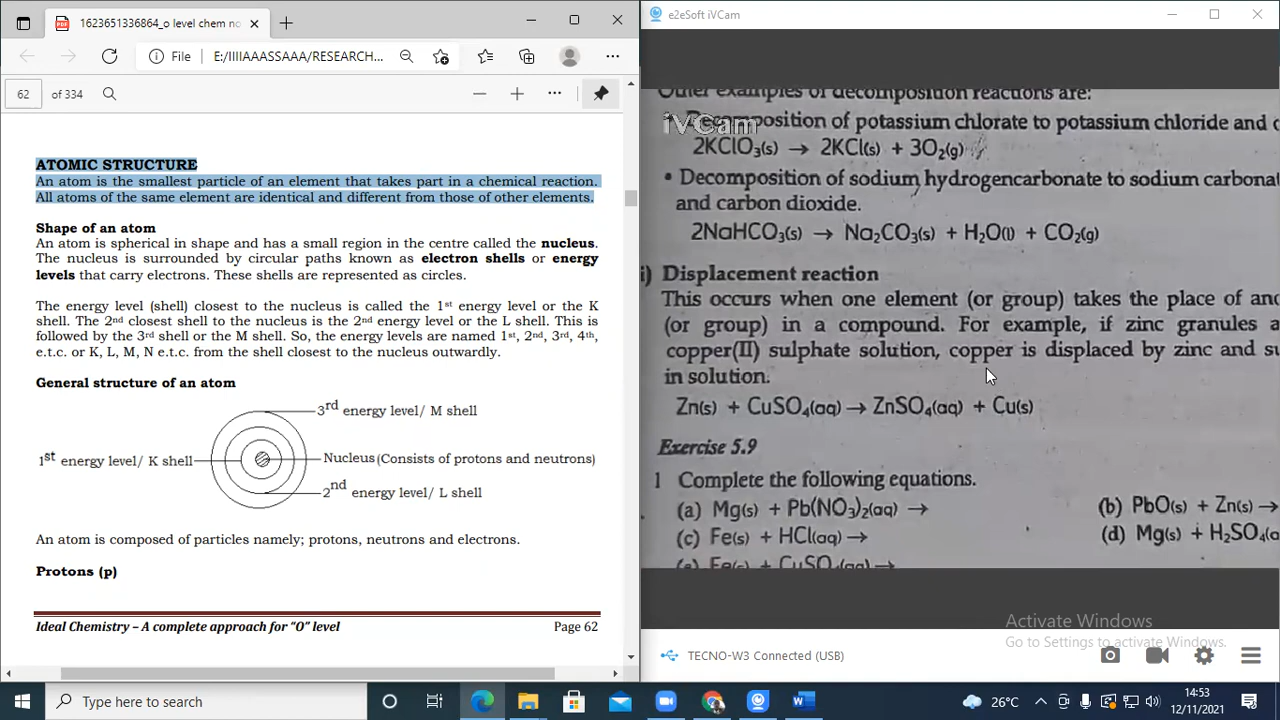 1623651336864_o level chem no
File
E:/IIIIAAASSAAA/RESEARCH...
62 of 334
ATOMIC STRUCTURE
An atom is the smallest particle of an element that takes part in a chemical reaction.
All atoms of the same element are identical and different from those of other elements.
Shape of an atom
An atom is spherical in shape and has a small region in the centre called the nucleus.
The nucleus is surrounded by circular paths known as electron shells or energy
levels that carry electrons. These shells are represented as circles.
The energy level (shell) closest to the nucleus is called the 1st energy level or the K
shell. The 2nd closest shell to the nucleus is the 2nd energy level or the L shell. This is
followed by the 3rd shell or the M shell. So, the energy levels are named 1st, 2nd, 3rd, 4th,
e.t.c. or K, L, M, N e.t.c. from the shell closest to the nucleus outwardly.
General structure of an atom
3rd energy level/ M shell
1st energy level/ K shell
Nucleus (Consists of protons and neutrons)
2nd energy level/ L shell
An atom is composed of particles namely; protons, neutrons and electrons.
Protons (p)
Ideal Chemistry – A complete approach for "O" level
Page 62
e2eSoft iVCam
Other examples of decomposition reactions are:
iVCam
• Decomposition of potassium chlorate to potassium chloride and
2KClO₃(s) → 2KCl(s) + 3O₂(g)
• Decomposition of sodium hydrogencarbonate to sodium carbonat
and carbon dioxide.
2NaHCO₃(s) → Na₂CO₃(s) + H₂O(l) + CO₂(g)
i) Displacement reaction
This occurs when one element (or group) takes the place of
(or group) in a compound. For example, if zinc granules
copper(II) sulphate solution, copper is displaced by zinc and
in solution.
Zn(s) + CuSO₄(aq) → ZnSO₄(aq) + Cu(s)
Exercise 5.9
1 Complete the following equations.
(a) Mg(s) + Pb(NO₃)₂(aq) →
(b) PbO(s) + Zn(s) →
(c) Fe(s) + HCl(aq) →
(d) Mg(s) + H₂SO₄(a
(e) Fe(s) + CuSO₄(aq) →
Activate Windows
Go to Settings to activate Windows.
TECNO-W3 Connected (USB)
Type here to search
26°C
14:53
12/11/2021